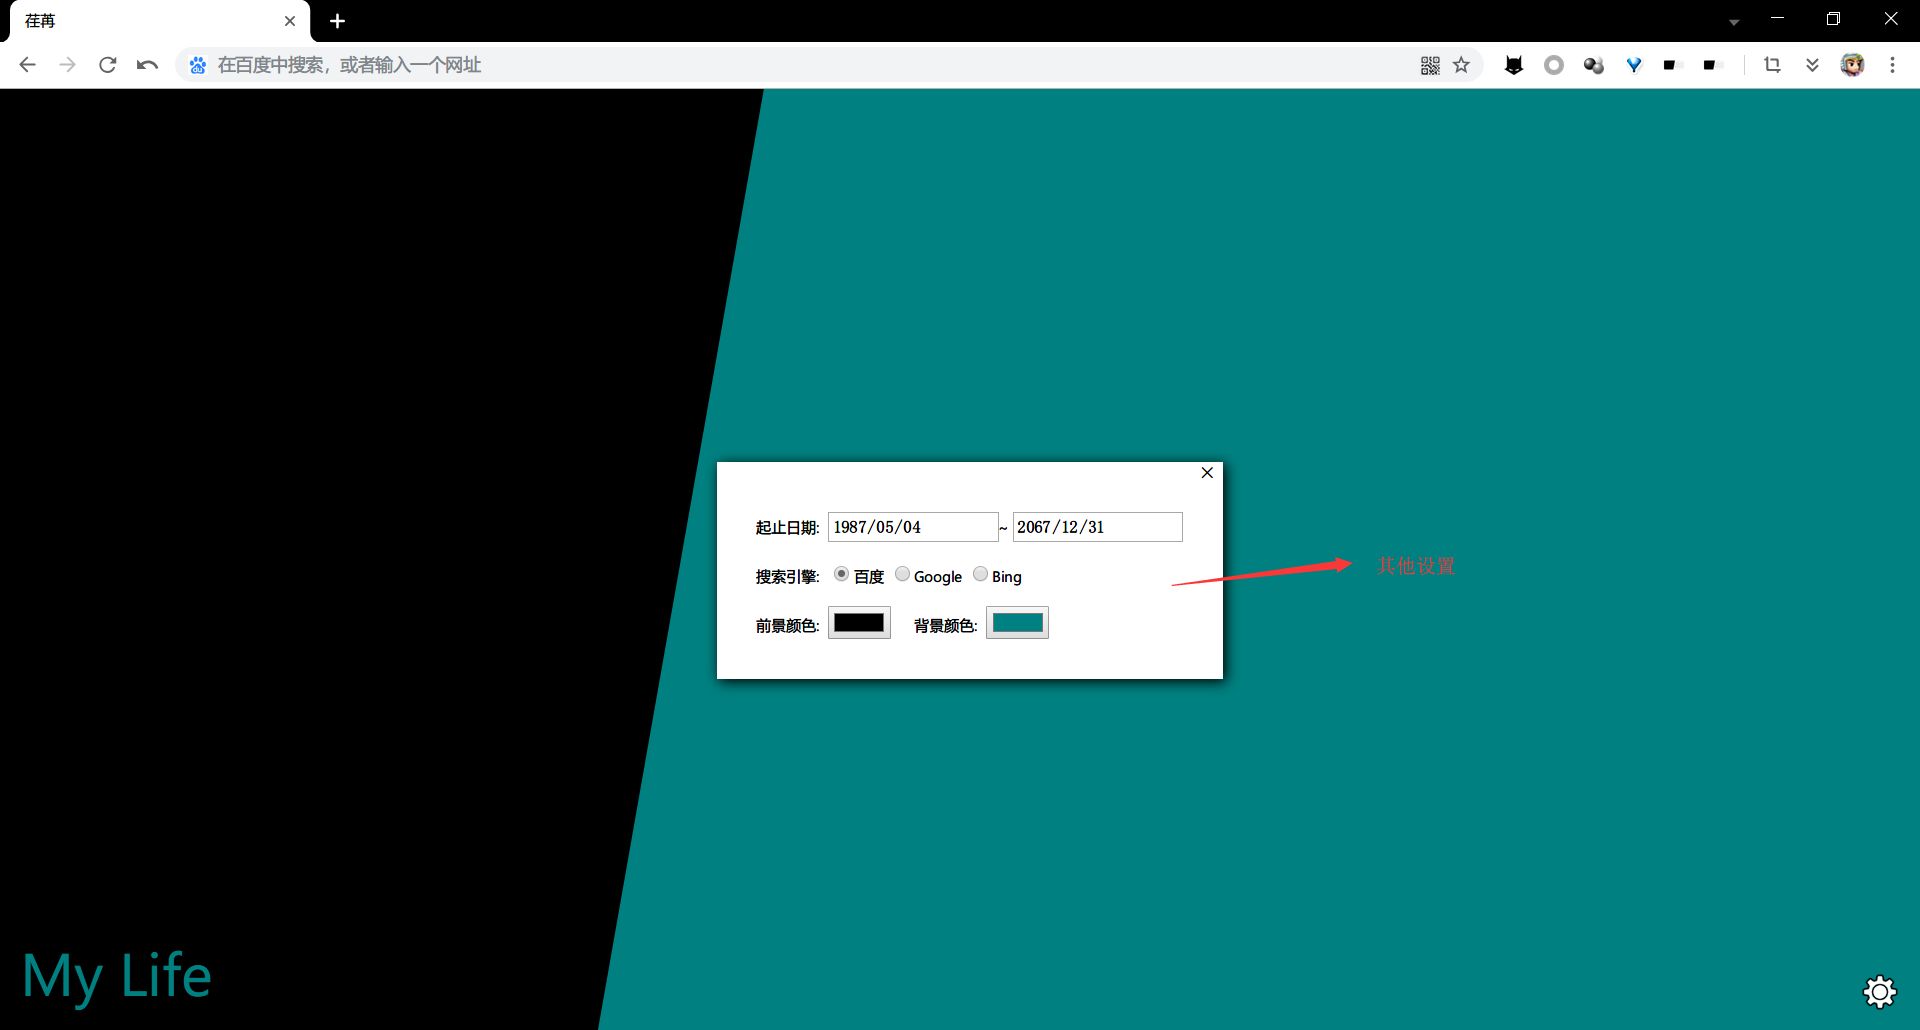 荏苒
在百度中搜索，或者输入一个网址
起止日期: 1987/05/04 ~ 2067/12/31
搜索引擎: 百度 Google Bing
其他设置
前景颜色: 背景颜色:
My Life